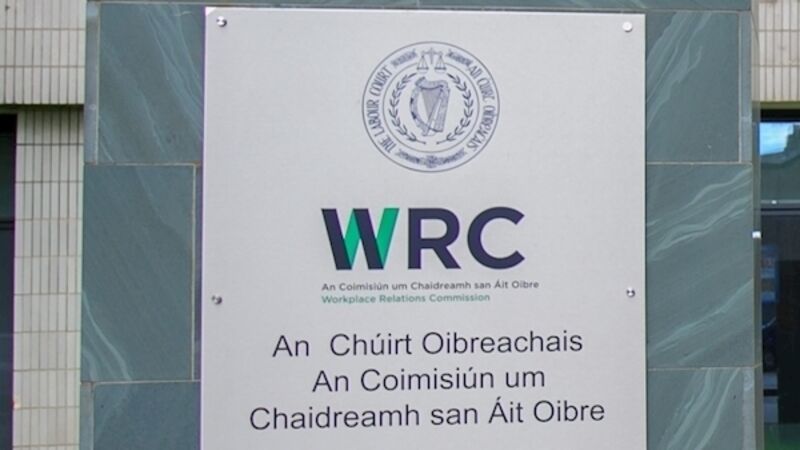 THE LABOUR COURT AN CÚIRT OIBREACHAIS
WRC
An Coimisiún um Chaidreamh san Áit Oibre
Workplace Relations Commission
An Chúirt Oibreachais
An Coimisiún um
Chaidreamh san Áit Oibre